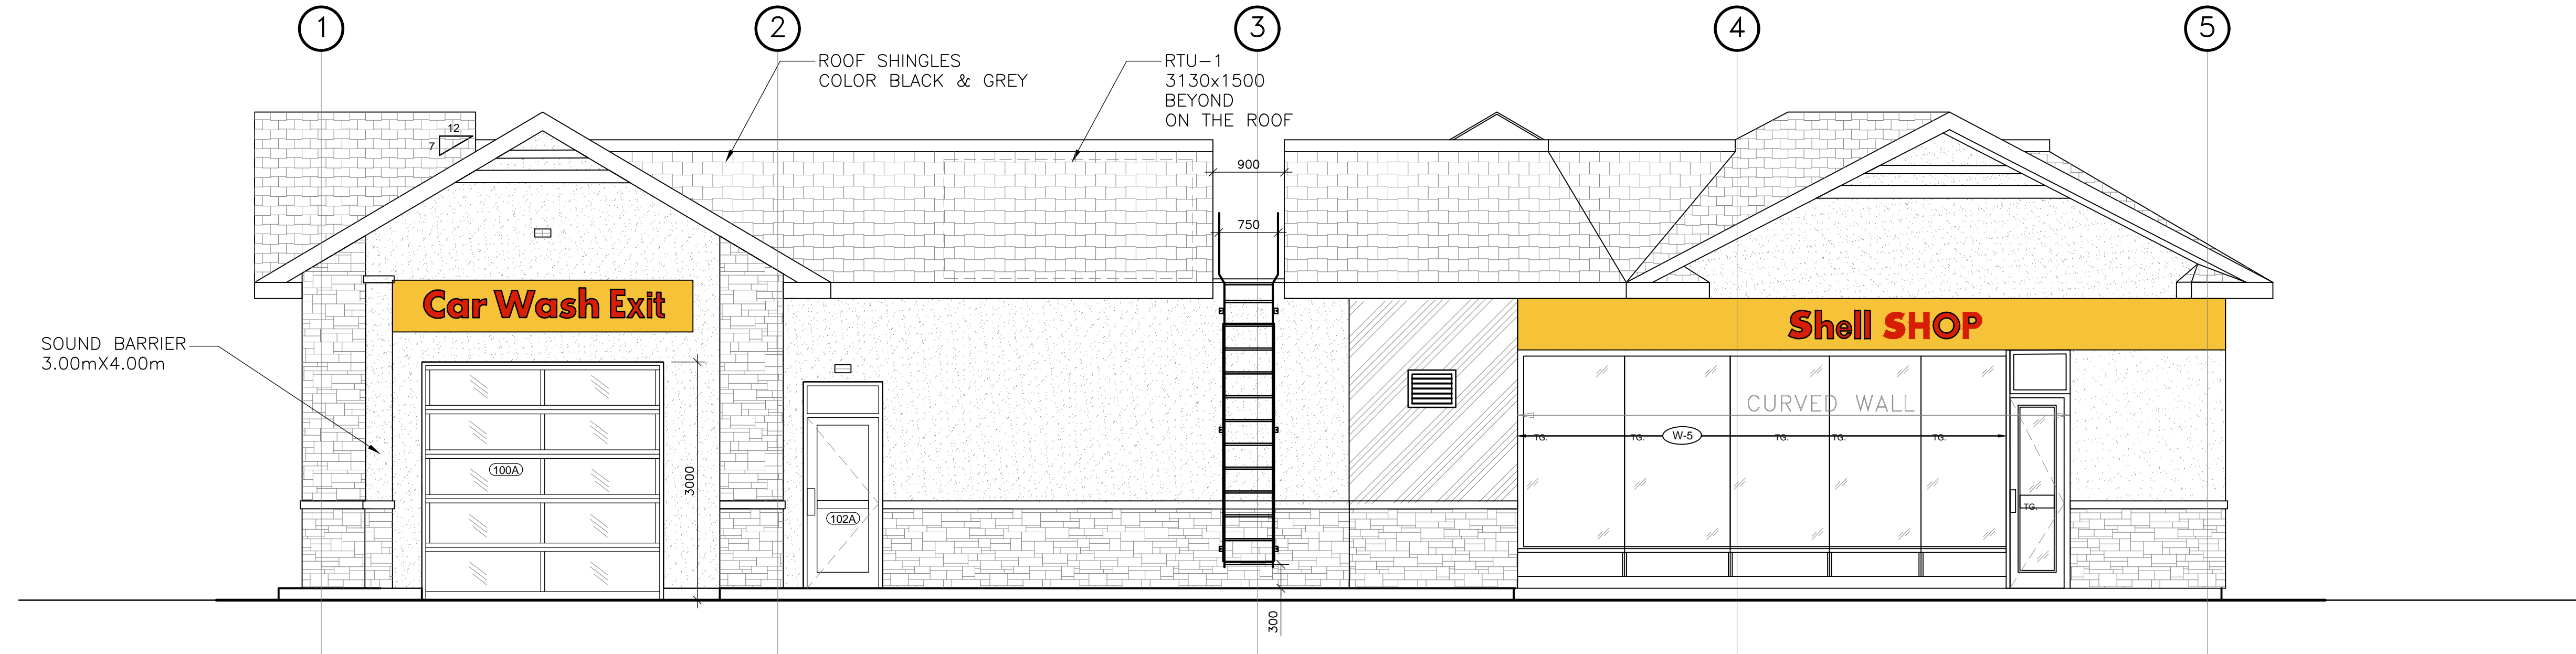 1
2
3
4
5
ROOF SHINGLES
COLOR BLACK & GREY
RTU-1
3130x1500
BEYOND
ON THE ROOF
12
7
900
750
Car Wash Exit
Shell SHOP
SOUND BARRIER
3.00mX4.00m
CURVED WALL
TG.
TG.
W-5
TG.
TG.
TG.
100A
3000
102A
TG.
300